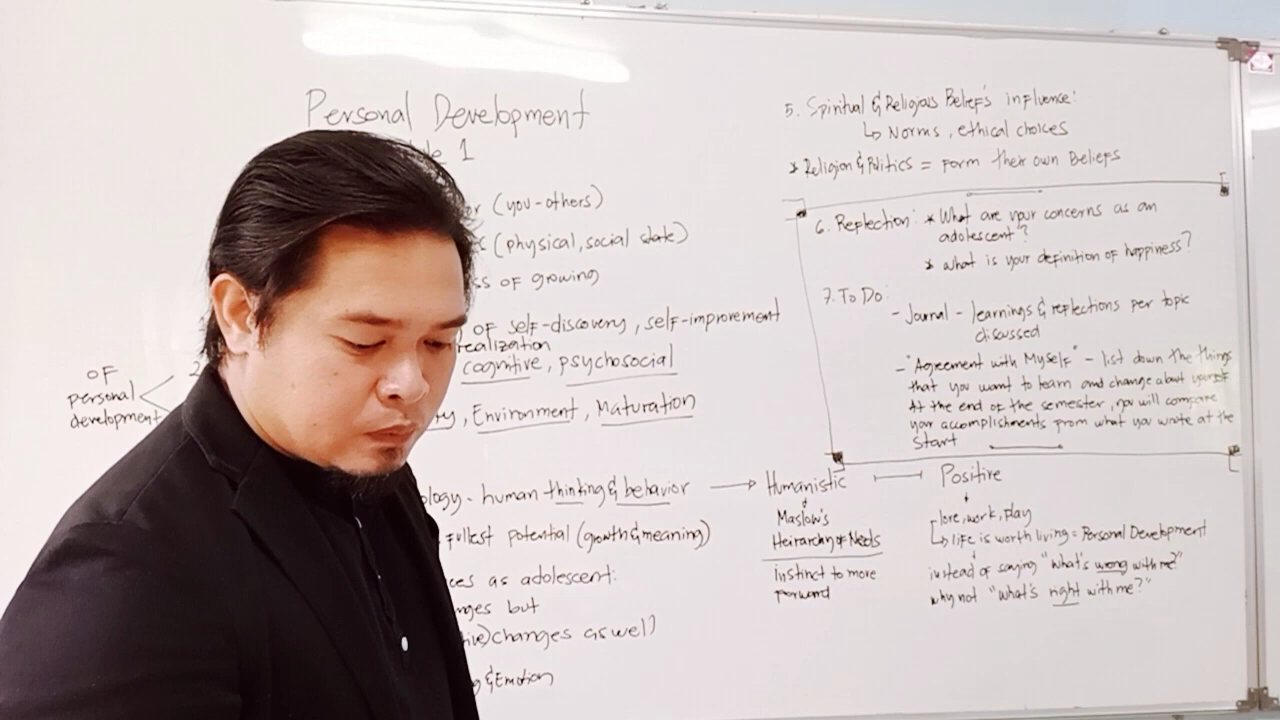 Personal Development
1
(you-others)
(physical, social state)
of growing
of self-discovery, self-improvement
realization
cognitive, psychosocial
of
personal
development
2
, Environment, Maturation
- human thinking & behavior → Humanistic
fullest potential (growth & meaning)
as adolescent:
but
changes as well)
& Emotion
5. Spiritual & Religious Belief's influence:
↳ Norms, ethical choices
* Religion & Politics = form their own Beliefs
6. Reflection: * What are your concerns as an
adolescent?
* what is your definition of happiness?
7. To Do:
- Journal - learnings & reflections per topic
discussed
- "Agreement with Myself" - list down the things
that you want to learn and change about yourself
At the end of the semester, you will compare
your accomplishments from what you wrote at the
start
Positive
Maslow's
Heirarchy of Needs
instinct to move
forward
love, work, play
↳ life is worth living = Personal Development
instead of saying "what's wrong with me?"
why not "what's right with me?"